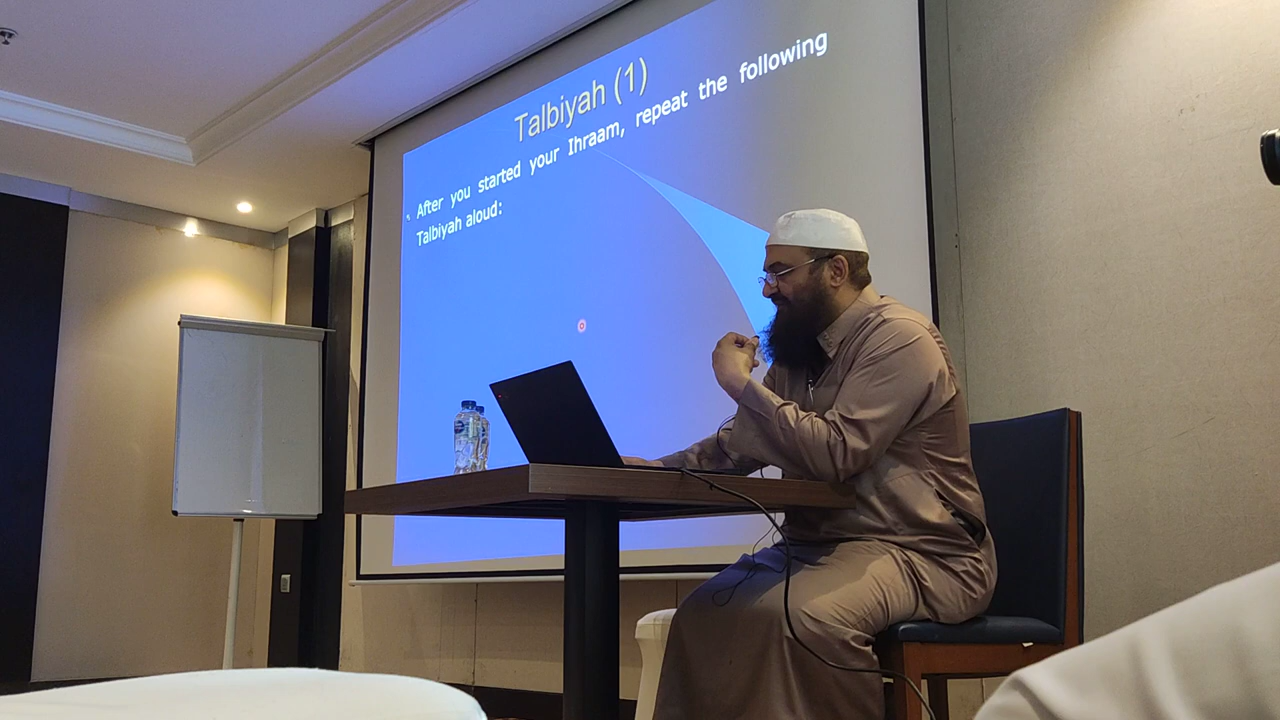 Talbiyah (1)
After you started your Ihraam, repeat the following
Talbiyah aloud: